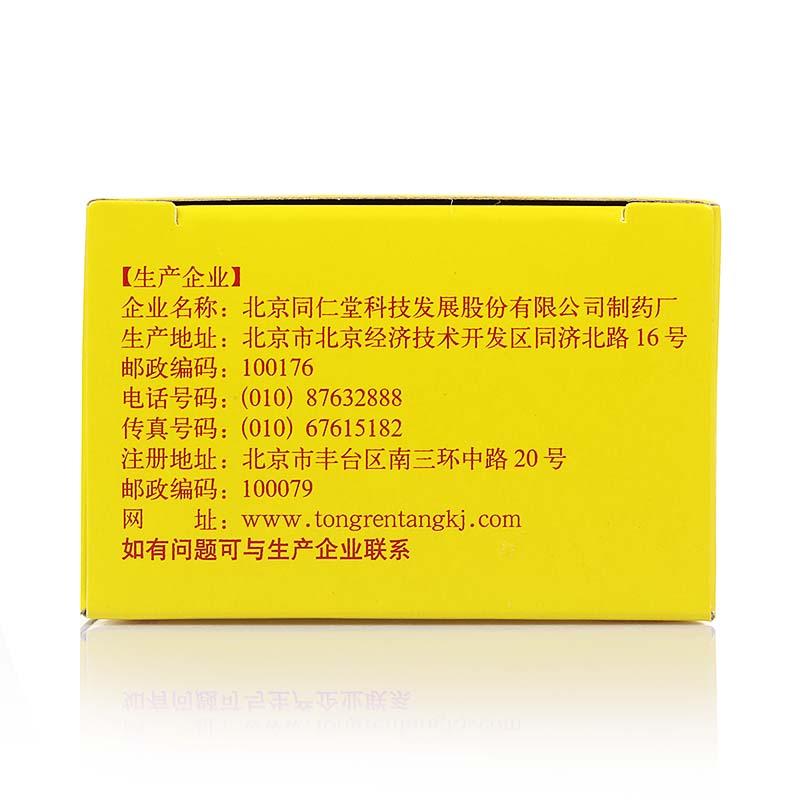 【生产企业】
企业名称：北京同仁堂科技发展股份有限公司制药厂
生产地址：北京市北京经济技术开发区同济北路16号
邮政编码：100176
电话号码：(010) 87632888
传真号码：(010) 67615182
注册地址：北京市丰台区南三环中路20号
邮政编码：100079
网　　址：www.tongrentangkj.com
如有问题可与生产企业联系